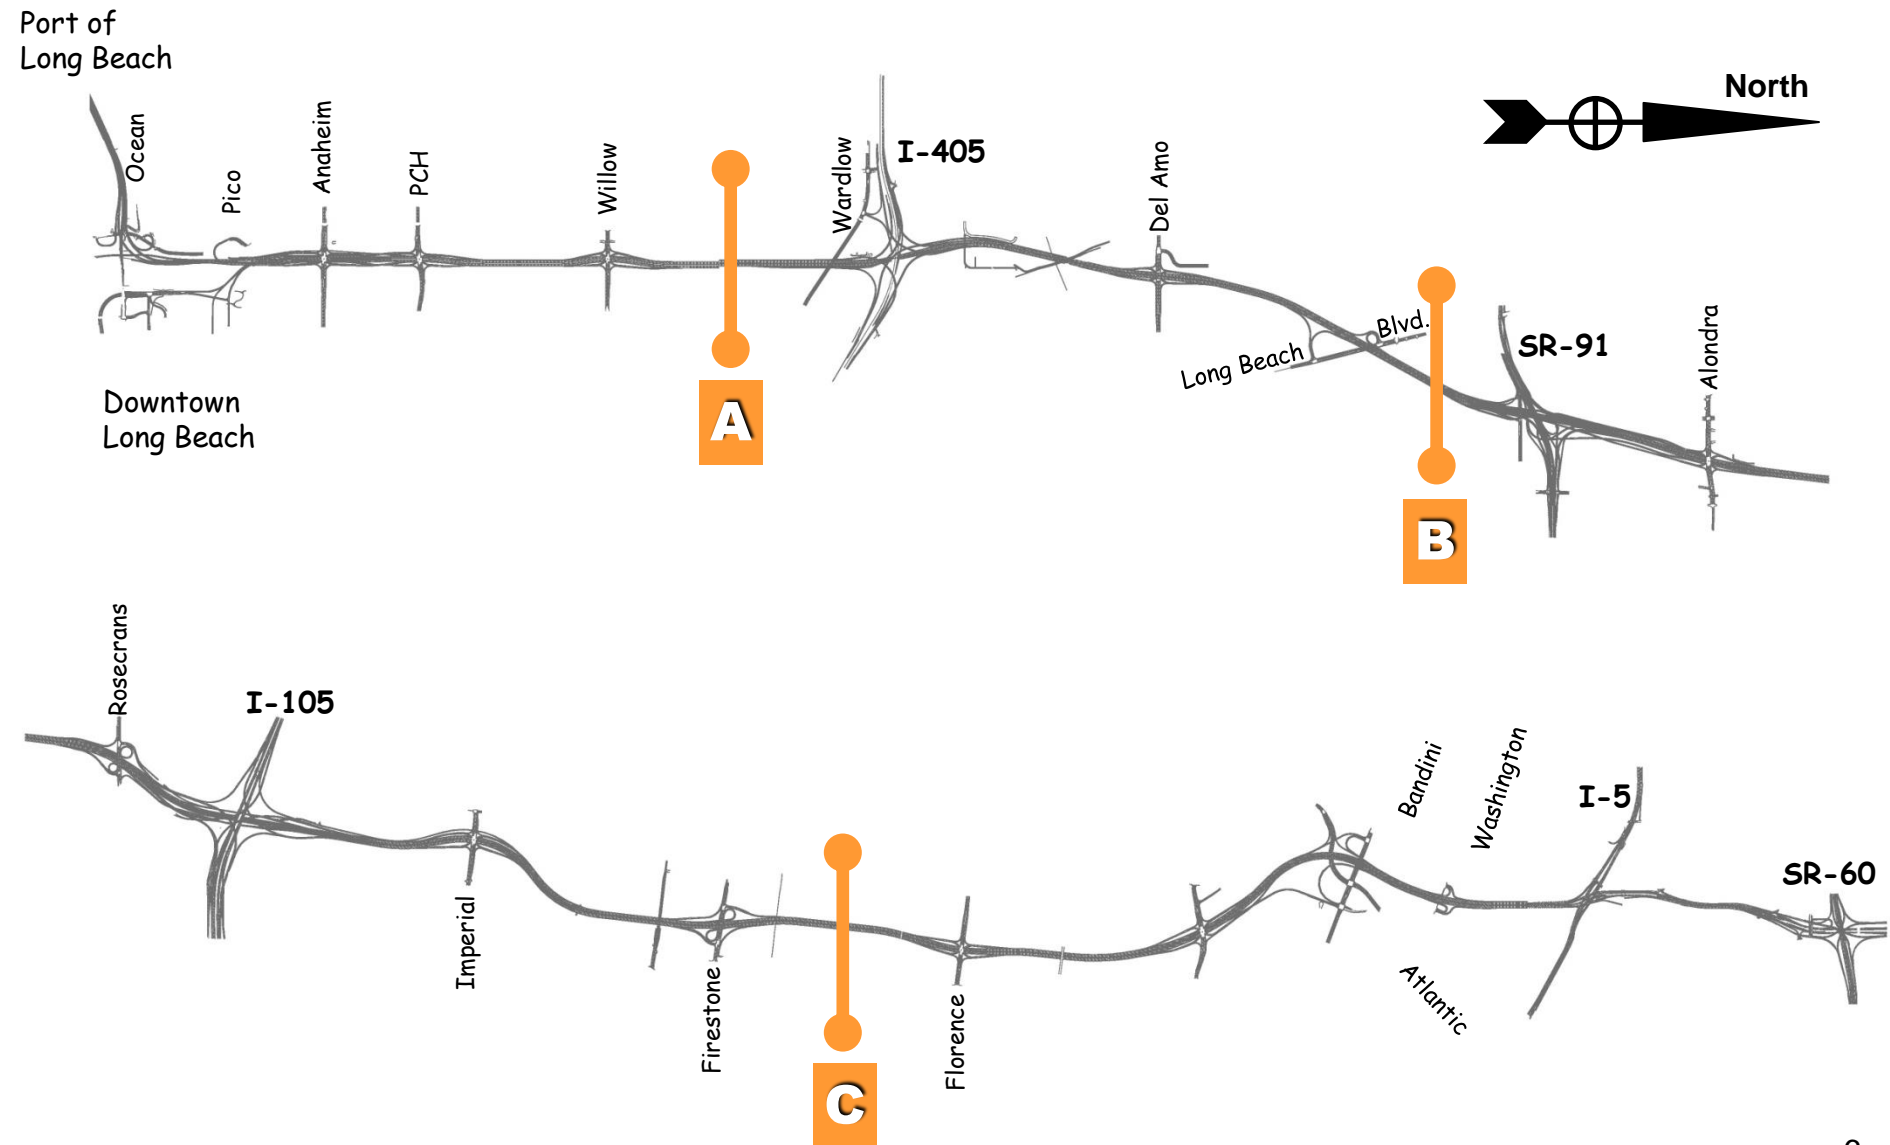 Port of
Long Beach
North
Ocean
Pico
Anaheim
PCH
Willow
Wardlow
I-405
Del Amo
Long Beach Blvd.
SR-91
Alondra
Downtown
Long Beach
A
B
Rosecrans
I-105
Imperial
Firestone
Florence
Bandini
Washington
I-5
SR-60
Atlantic
C